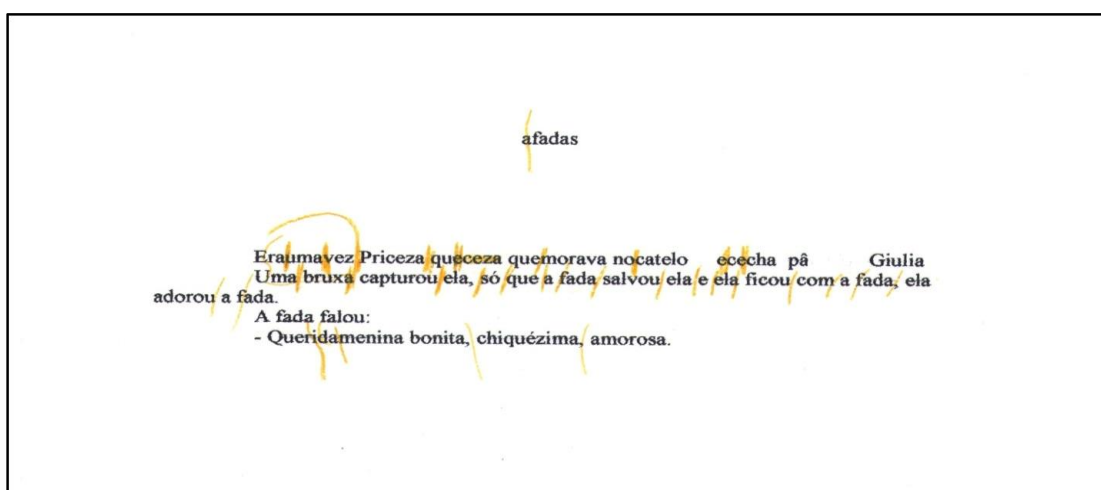 afadas
Eraumavez Priceza queceza quemorava nocatelo ececha pâ Giulia
Uma bruxa capturou ela, só que a fada salvou ela e ela ficou com a fada, ela
adorou a fada.
A fada falou:
- Queridamenina bonita, chiquézima, amorosa.